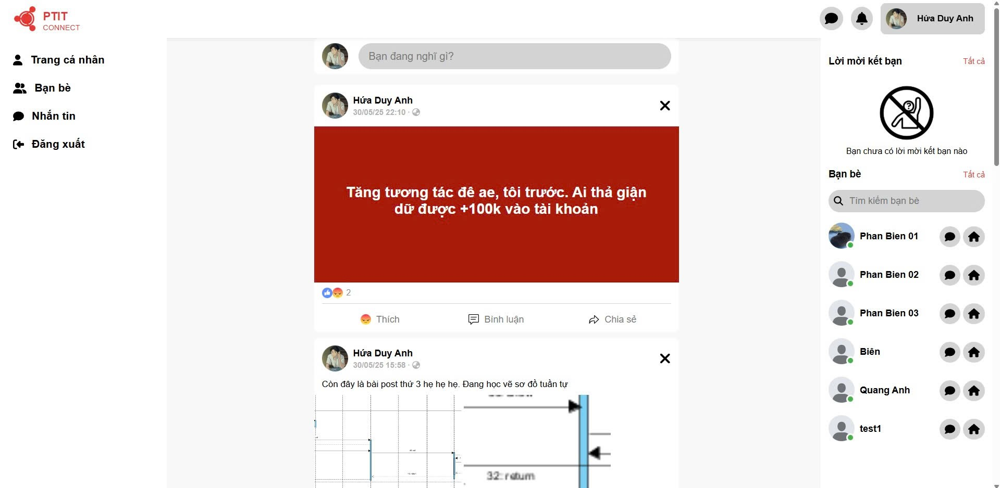 PTIT
CONNECT
Hứa Duy Anh
Trang cá nhân
Bạn bè
Nhắn tin
Đăng xuất
Bạn đang nghĩ gì?
Hứa Duy Anh
30/05/25 22:10 ·
Tăng tương tác đê ae, tôi trước. Ai thả giận
dữ được +100k vào tài khoản
2
Thích
Bình luận
Chia sẻ
Hứa Duy Anh
30/05/25 15:58 ·
Còn đây là bài post thứ 3 hẹ hẹ hẹ. Đang học vẽ sơ đồ tuần tự
32: return
Lời mời kết bạn
Tất cả
Bạn chưa có lời mời kết bạn nào
Bạn bè
Tất cả
Tìm kiếm bạn bè
Phan Bien 01
Phan Bien 02
Phan Bien 03
Biên
Quang Anh
test1